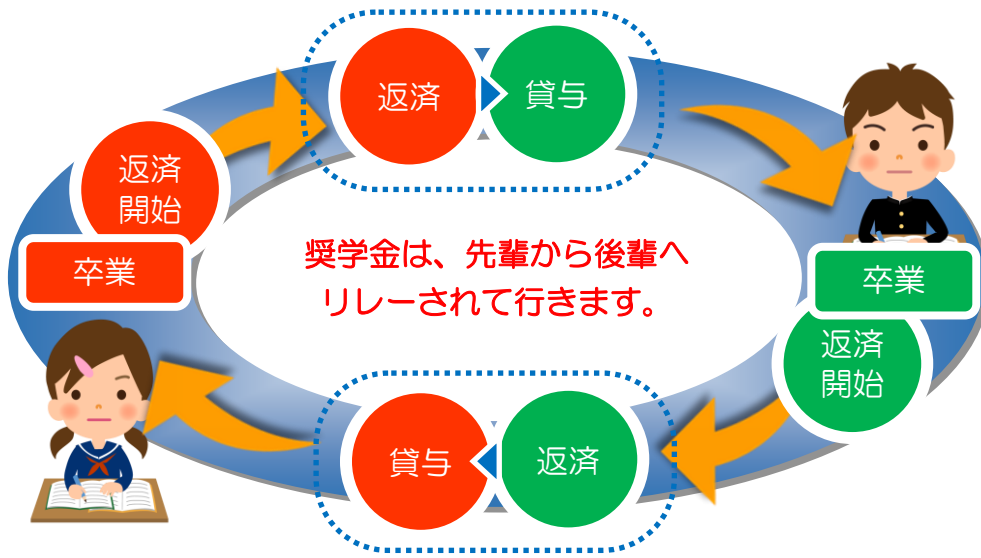 返済
貸与
返済
開始
卒業
奨学金は、先輩から後輩へ
リレーされて行きます。
卒業
返済
開始
貸与
返済